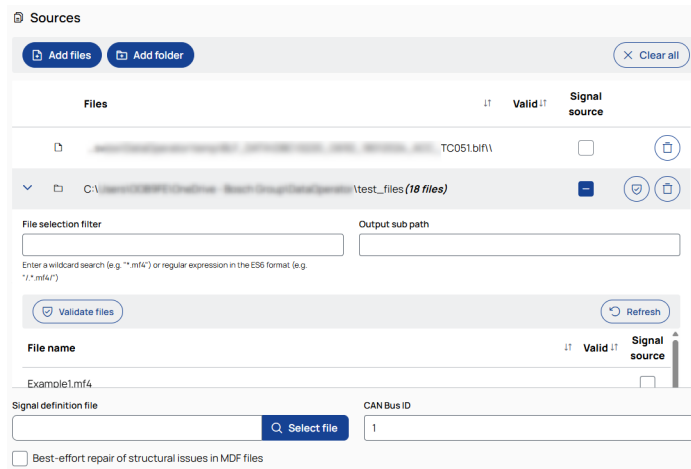 Sources
Add files
Add folder
Clear all
Files
Valid
Signal
source
TC051.blf\\
C:\ \test_files (18 files)
File selection filter
Output sub path
Enter a wildcard search (e.g. "*.mf4") or regular expression in the ES6 format (e.g.
"/.*.mf4/")
Validate files
Refresh
File name
Valid
Signal
source
Example1.mf4
Signal definition file
CAN Bus ID
Select file
1
Best-effort repair of structural issues in MDF files